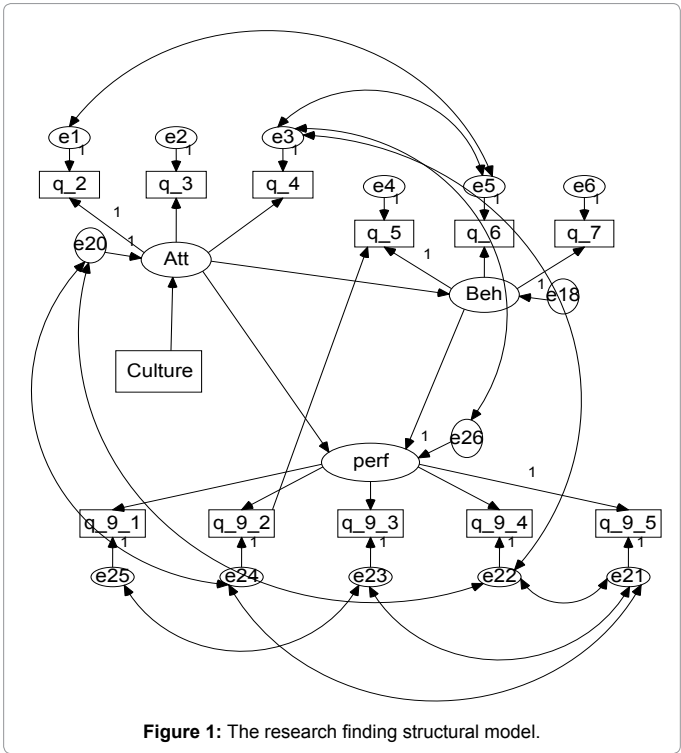 e1 e2 e3
1 1 1
q_2 q_3 q_4
e4 e5 e6
1 1 1
q_5 q_6 q_7
1
e20 1 Att
1
Beh 1 e18
Culture
perf 1 e26
1
q_9_1 q_9_2 q_9_3 q_9_4 q_9_5
1 1 1 1 1
e25 e24 e23 e22 e21
Figure 1: The research finding structural model.